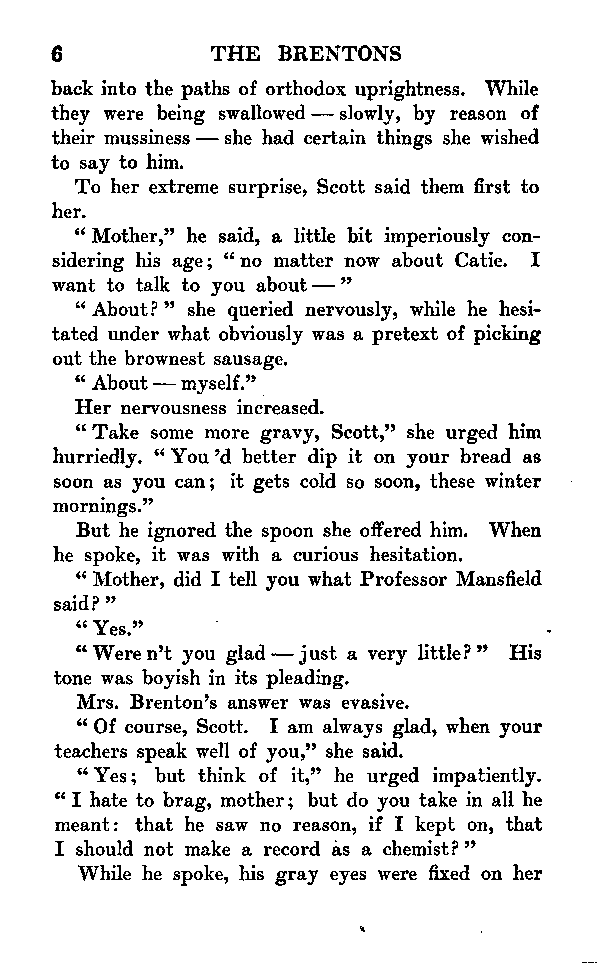 6 THE BRENTONS
back into the paths of orthodox uprightness. While
they were being swallowed — slowly, by reason of
their mussiness — she had certain things she wished
to say to him.
To her extreme surprise, Scott said them first to
her.
“ Mother,” he said, a little bit imperiously con-
sidering his age; “ no matter now about Catie. I
want to talk to you about — ”
“ About? ” she queried nervously, while he hesi-
tated under what obviously was a pretext of picking
out the brownest sausage.
“ About — myself.”
Her nervousness increased.
“ Take some more gravy, Scott,” she urged him
hurriedly. “ You 'd better dip it on your bread as
soon as you can; it gets cold so soon, these winter
mornings.”
But he ignored the spoon she offered him. When
he spoke, it was with a curious hesitation.
“ Mother, did I tell you what Professor Mansfield
said? ”
“ Yes.”
“ Were n't you glad — just a very little? ” His
tone was boyish in its pleading.
Mrs. Brenton's answer was evasive.
“ Of course, Scott. I am always glad, when your
teachers speak well of you,” she said.
“ Yes; but think of it,” he urged impatiently.
“ I hate to brag, mother; but do you take in all he
meant: that he saw no reason, if I kept on, that
I should not make a record as a chemist? ”
While he spoke, his gray eyes were fixed on her